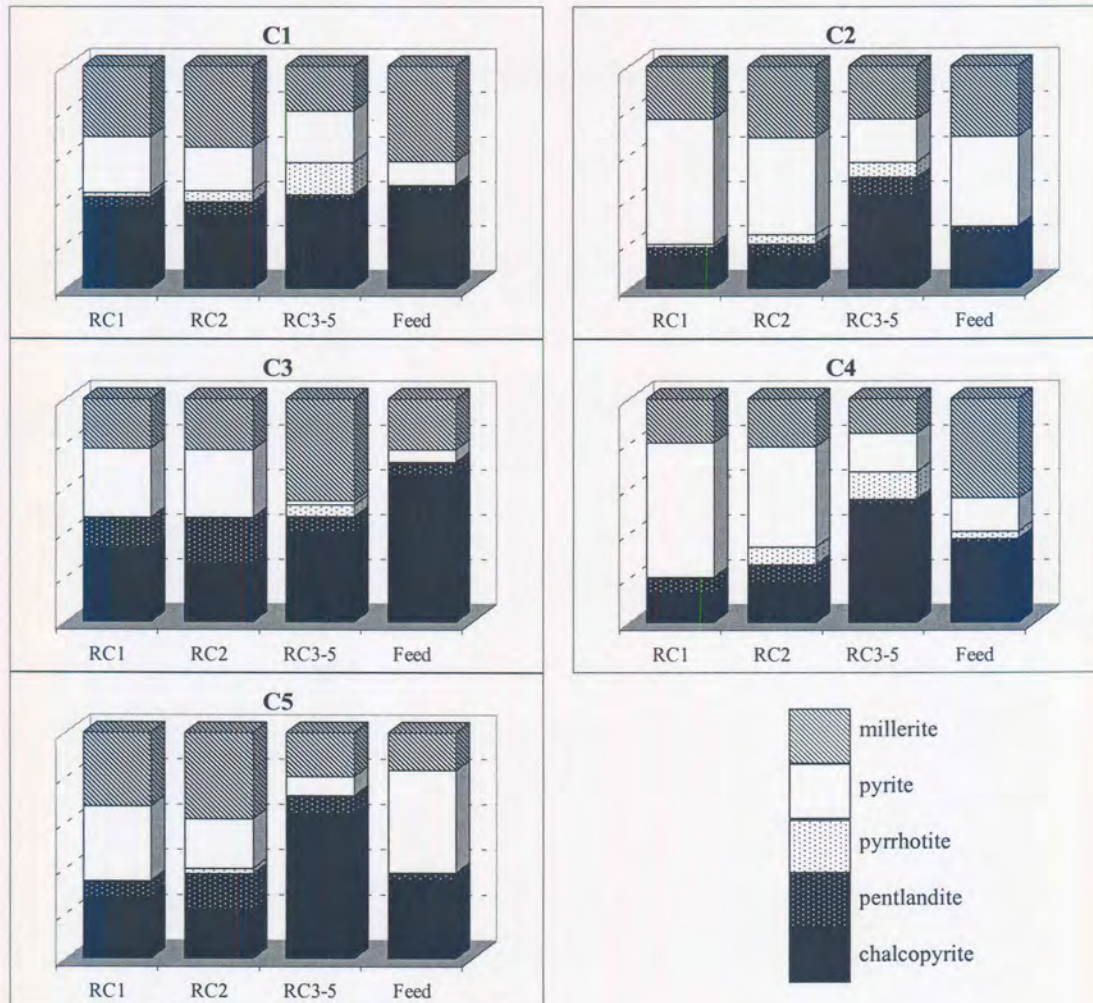 C1
RC1 RC2 RC3-5 Feed
C2
RC1 RC2 RC3-5 Feed
C3
RC1 RC2 RC3-5 Feed
C4
RC1 RC2 RC3-5 Feed
C5
RC1 RC2 RC3-5 Feed
millerite
pyrite
pyrrhotite
pentlandite
chalcopyrite